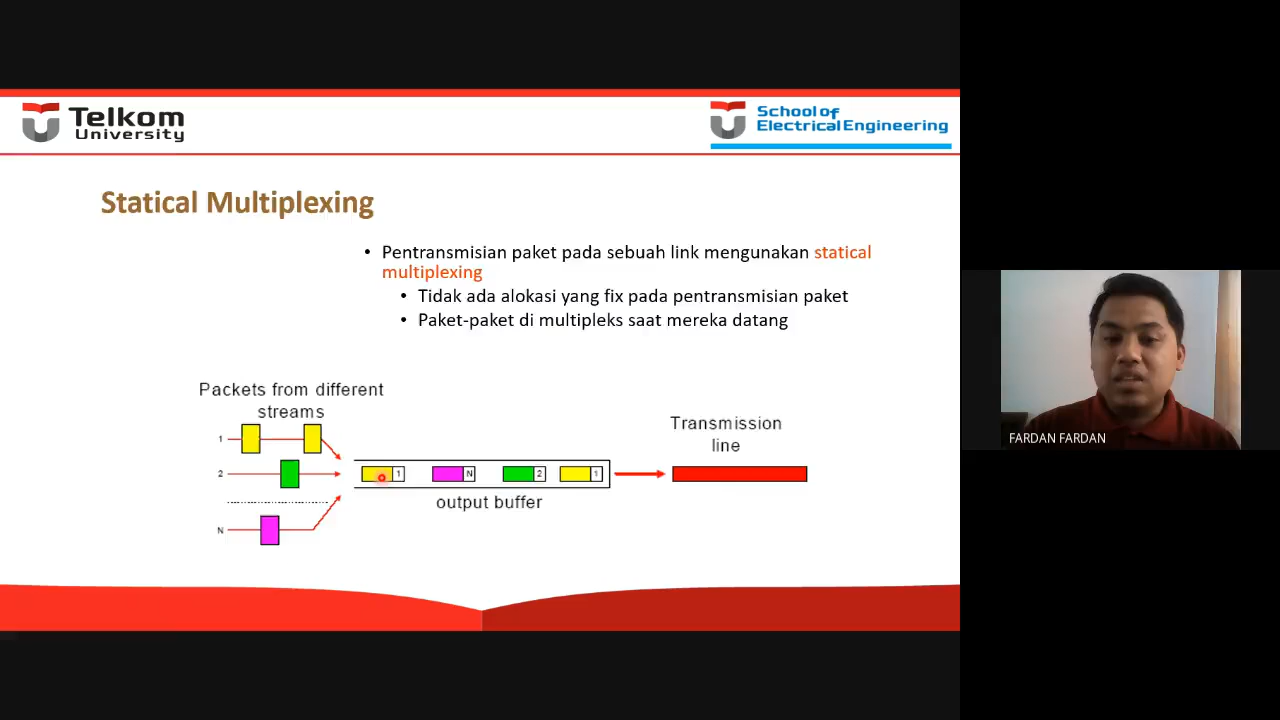 Telkom
University
School of
Electrical Engineering
Statical Multiplexing
• Pentransmisian paket pada sebuah link mengunakan statical
multiplexing
• Tidak ada alokasi yang fix pada pentransmisian paket
• Paket-paket di multipleks saat mereka datang
Packets from different
streams
1
2
N
1
N
2
1
output buffer
Transmission
line
FARDAN FARDAN